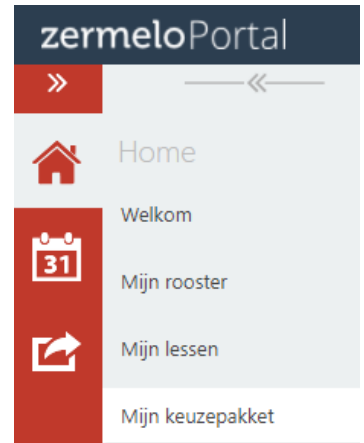 zermeloPortal
Home
Welkom
31
Mijn rooster
Mijn lessen
Mijn keuzepakket